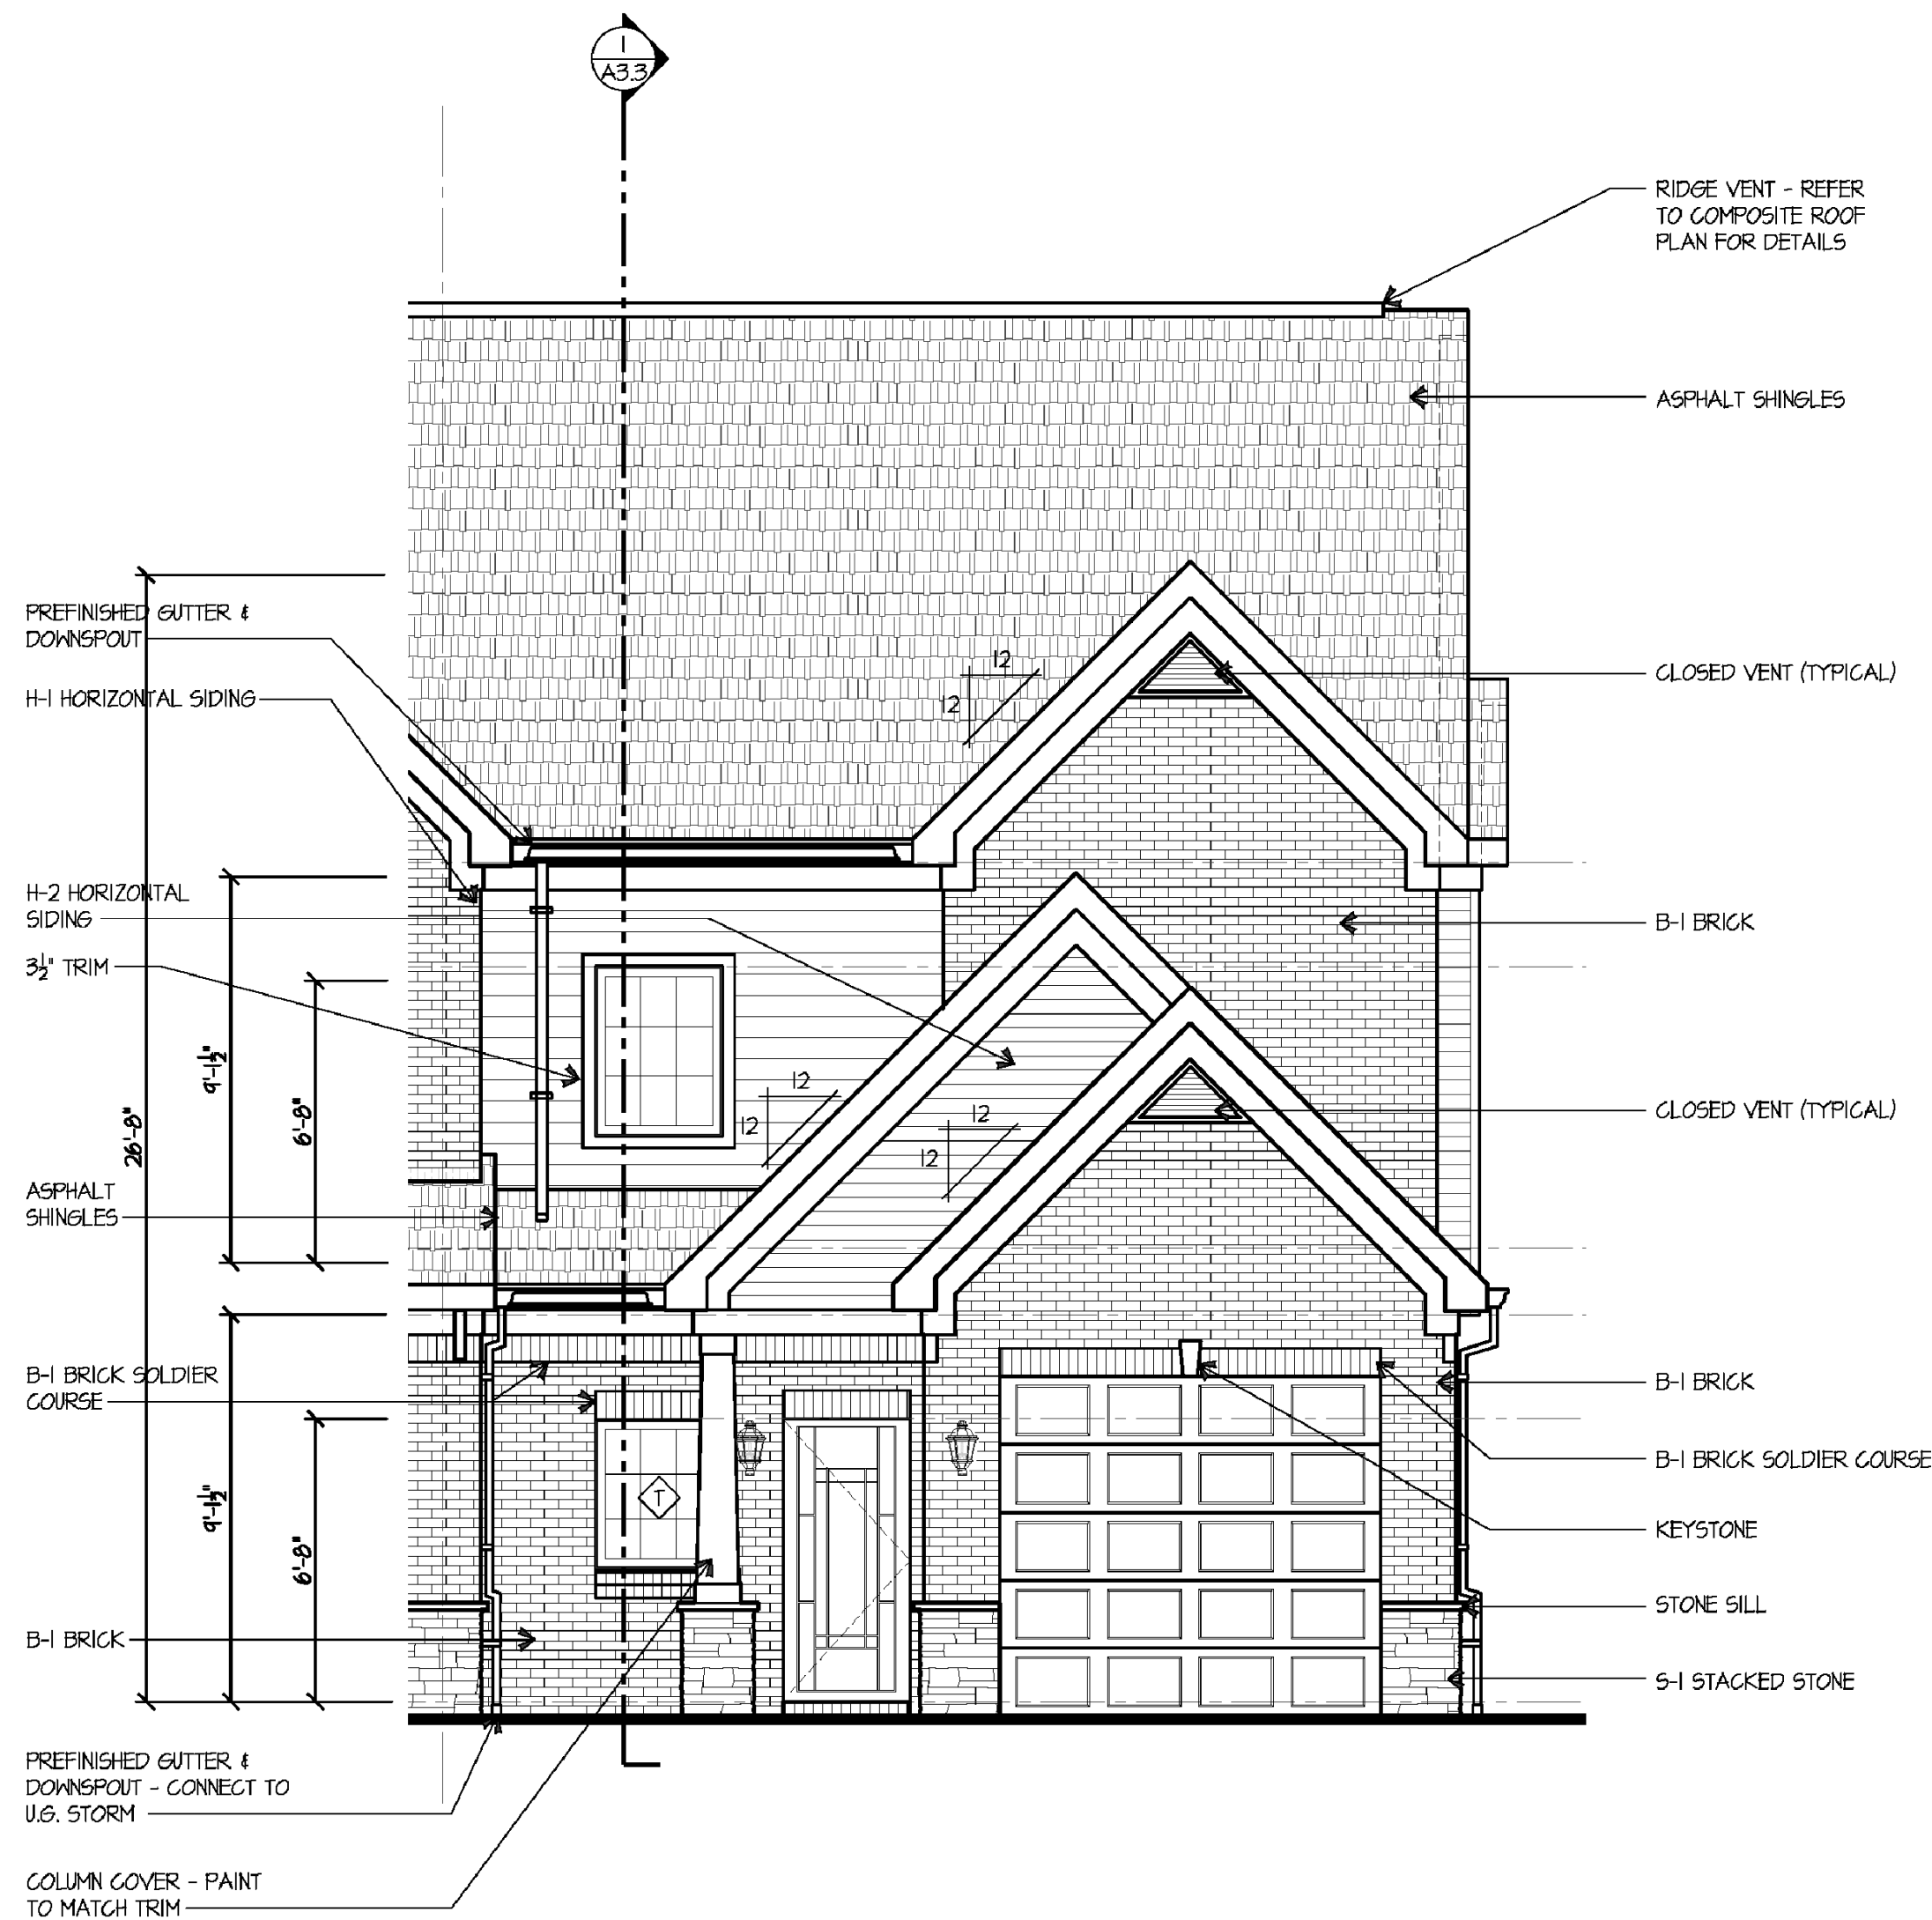 1
A3.3
RIDGE VENT - REFER
TO COMPOSITE ROOF
PLAN FOR DETAILS
ASPHALT SHINGLES
PREFINISHED GUTTER &
DOWNSPOUT
12
12
CLOSED VENT (TYPICAL)
H-1 HORIZONTAL SIDING
H-2 HORIZONTAL
SIDING
B-1 BRICK
3½" TRIM
9'-1½"
26'-8"
6'-8"
12
12
12
12
CLOSED VENT (TYPICAL)
ASPHALT
SHINGLES
B-1 BRICK SOLDIER
COURSE
B-1 BRICK
B-1 BRICK SOLDIER COURSE
9'-1½"
6'-8"
T
KEYSTONE
STONE SILL
B-1 BRICK
S-1 STACKED STONE
PREFINISHED GUTTER &
DOWNSPOUT - CONNECT TO
U.G. STORM
COLUMN COVER - PAINT
TO MATCH TRIM